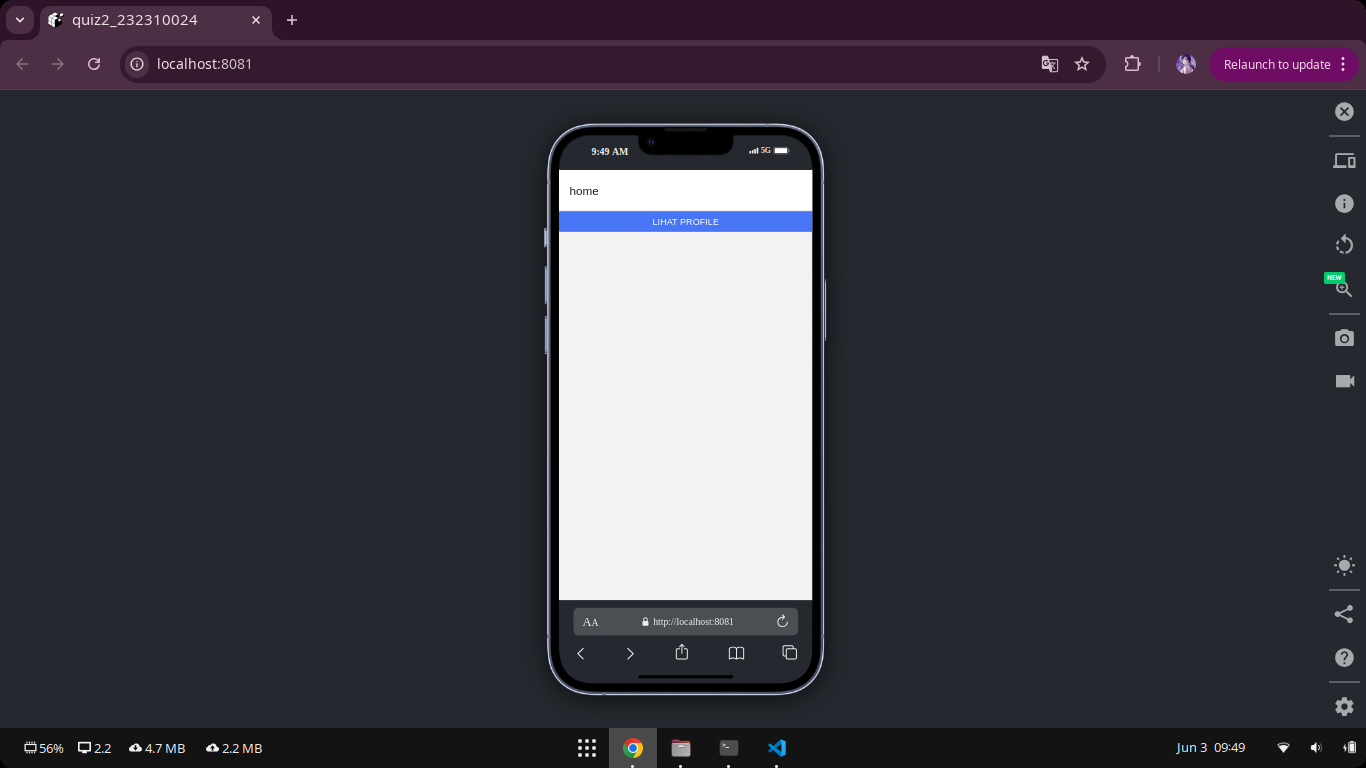 quiz2_232310024
localhost:8081
Relaunch to update
9:49 AM
5G
home
LIHAT PROFILE
NEW
AA
http://localhost:8081
56%
2.2
4.7 MB
2.2 MB
Jun 3 09:49